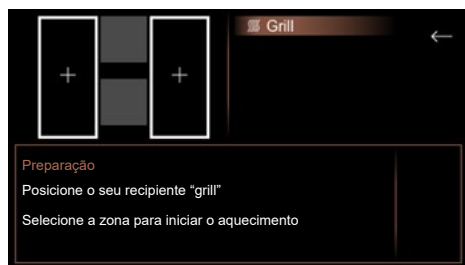 Grill
Preparação
Posicione o seu recipiente “grill”
Selecione a zona para iniciar o aquecimento